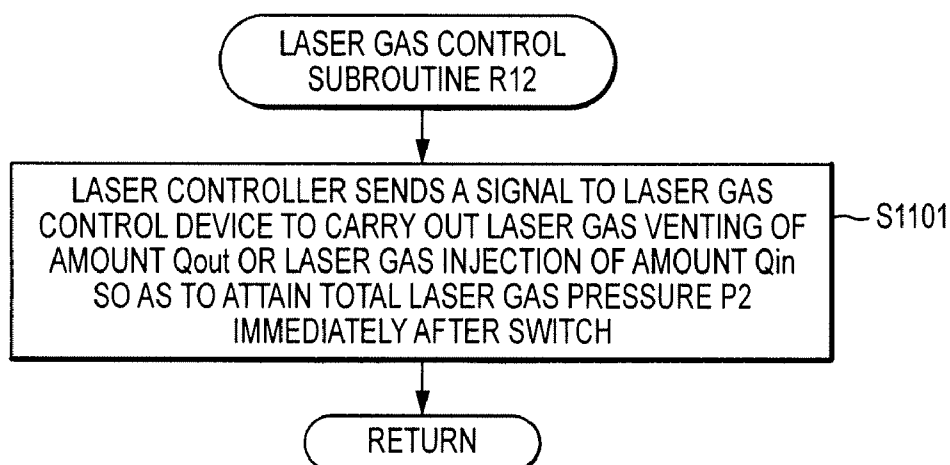 LASER GAS CONTROL
SUBROUTINE R12
LASER CONTROLLER SENDS A SIGNAL TO LASER GAS
CONTROL DEVICE TO CARRY OUT LASER GAS VENTING OF
AMOUNT Qout OR LASER GAS INJECTION OF AMOUNT Qin
SO AS TO ATTAIN TOTAL LASER GAS PRESSURE P2
IMMEDIATELY AFTER SWITCH
S1101
RETURN